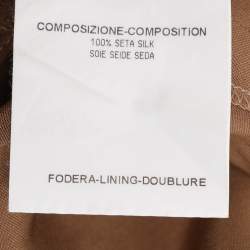 COMPOSIZIONE-COMPOSITION
100% SETA SILK
SOIE SEIDE SEDA
FODERA-LINING-DOUBLURE